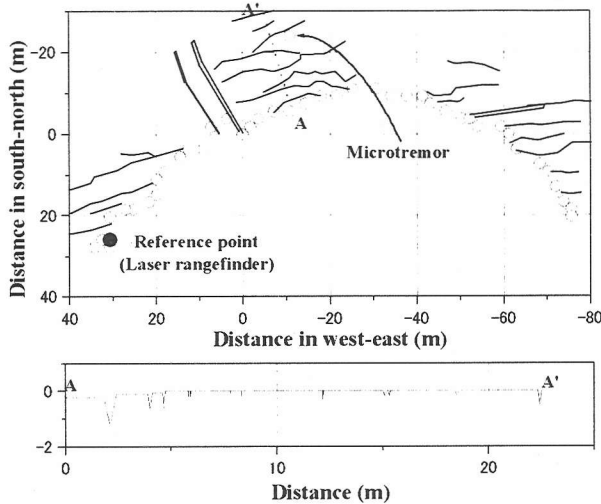 A'
-20
0
20
40
Distance in south-north (m)
A
Microtremor
Reference point
(Laser rangefinder)
40 20 0 -20 -40 -60 -80
Distance in west-east (m)
A A'
0
-2
0 10 20
Distance (m)